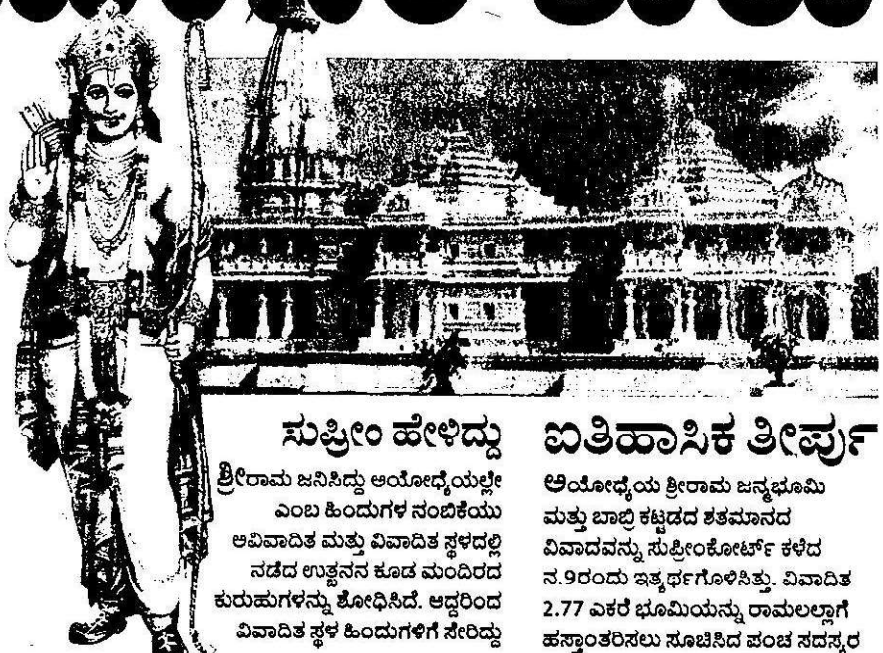 ಸುಪ್ರೀಂ ಹೇಳಿದ್ದು
ಶ್ರೀರಾಮ ಜನಿಸಿದ್ದು ಅಯೋಧ್ಯೆಯಲ್ಲೇ
ಎಂಬ ಹಿಂದುಗಳ ನಂಬಿಕೆಯು
ಅವಿವಾದಿತ ಮತ್ತು ವಿವಾದಿತ ಸ್ಥಳದಲ್ಲಿ
ನಡೆದ ಉತ್ಖನನ ಕೂಡ ಮಂದಿರದ
ಕುರುಹುಗಳನ್ನು ಶೋಧಿಸಿದೆ. ಆದ್ದರಿಂದ
ವಿವಾದಿತ ಸ್ಥಳ ಹಿಂದುಗಳಿಗೆ ಸೇರಿದ್ದು
ಐತಿಹಾಸಿಕ ತೀರ್ಪು
ಅಯೋಧ್ಯೆಯ ಶ್ರೀರಾಮ ಜನ್ಮಭೂಮಿ
ಮತ್ತು ಬಾಬ್ರಿ ಕಟ್ಟಡದ ಶತಮಾನದ
ವಿವಾದವನ್ನು ಸುಪ್ರೀಂಕೋರ್ಟ್ ಕಳೆದ
ನ.9ರಂದು ಇತ್ಯರ್ಥಗೊಳಿಸಿತ್ತು. ವಿವಾದಿತ
2.77 ಎಕರೆ ಭೂಮಿಯನ್ನು ರಾಮಲಲ್ಲಾಗೆ
ಹಸ್ತಾಂತರಿಸಲು ಸೂಚಿಸಿದ ಪಂಚ ಸದಸ್ಯರ